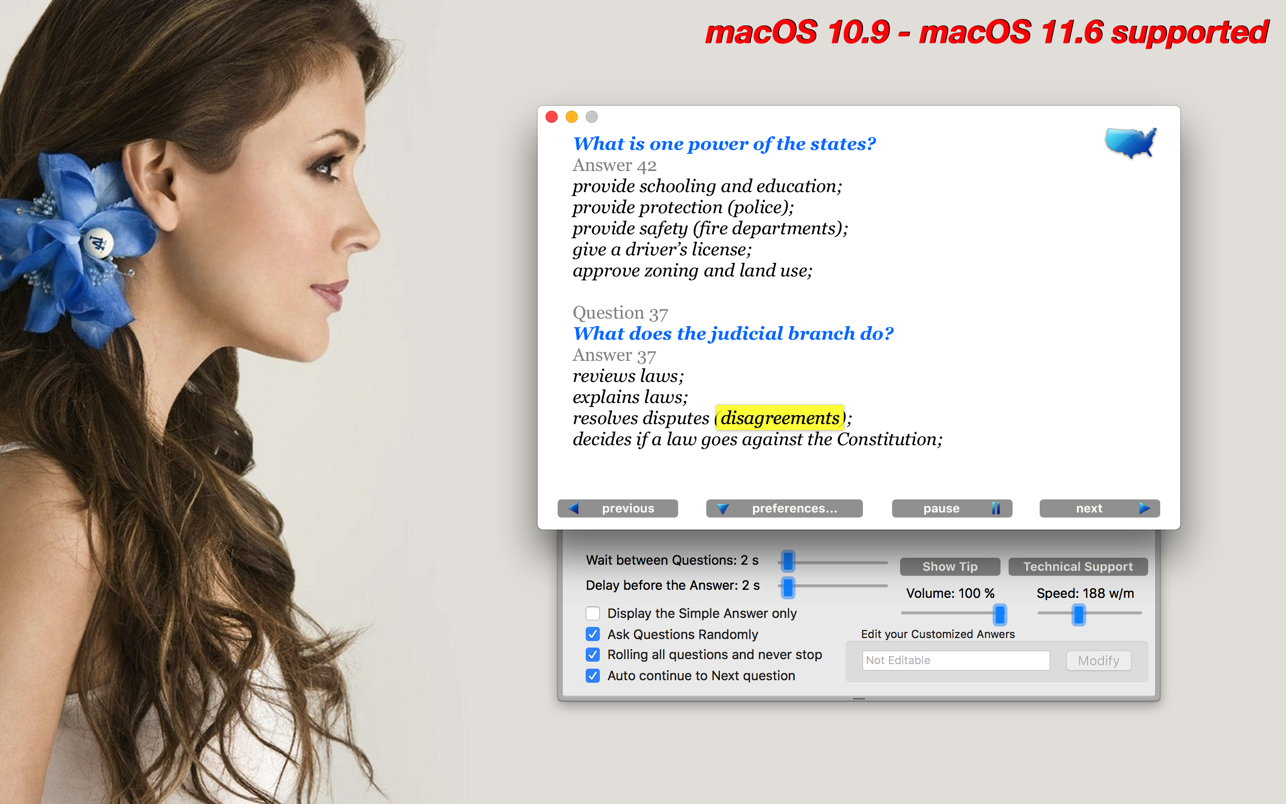 macOS 10.9 - macOS 11.6 supported
What is one power of the states?
Answer 42
provide schooling and education;
provide protection (police);
provide safety (fire departments);
give a driver’s license;
approve zoning and land use;
Question 37
What does the judicial branch do?
Answer 37
reviews laws;
explains laws;
resolves disputes (disagreements);
decides if a law goes against the Constitution;
previous preferences... pause next
Wait between Questions: 2 s
Delay before the Answer: 2 s
Display the Simple Answer only
Ask Questions Randomly
Rolling all questions and never stop
Auto continue to Next question
Show Tip Technical Support
Volume: 100 % Speed: 188 w/m
Edit your Customized Anwers
Not Editable Modify